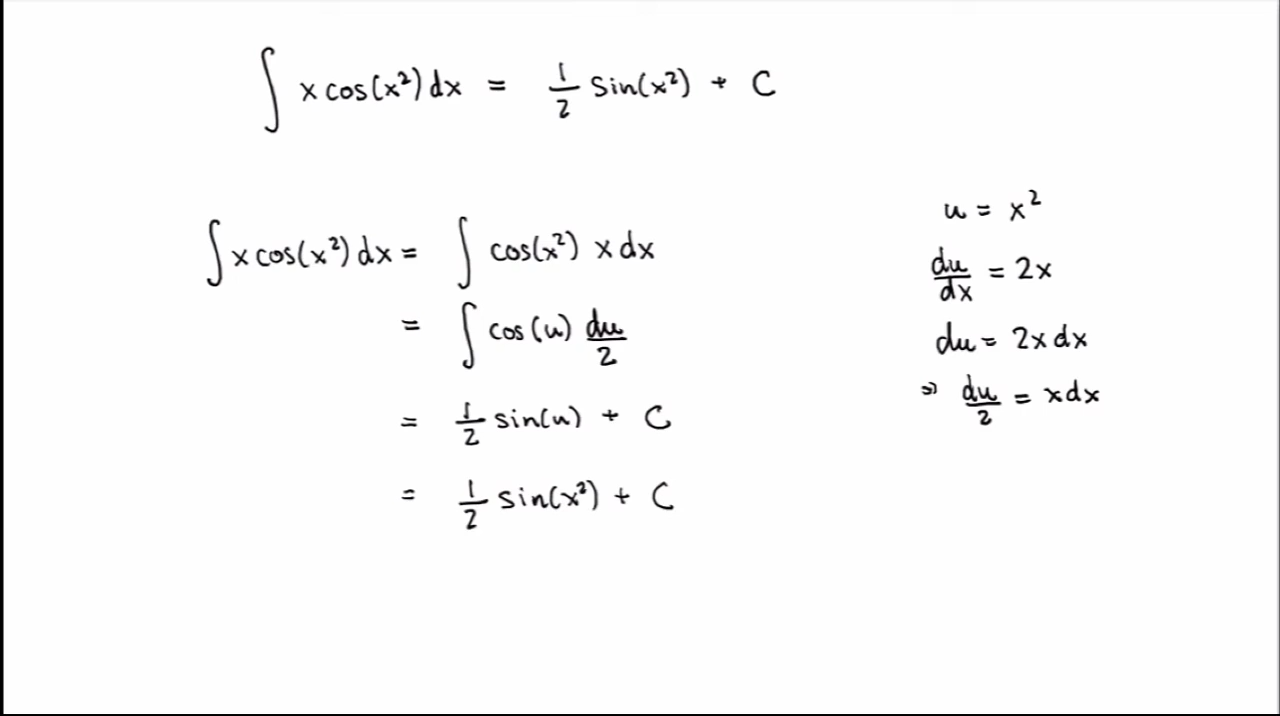 ∫ x cos(x²) dx = 1/2 sin(x²) + C
∫ x cos(x²) dx = ∫ cos(x²) x dx
= ∫ cos(u) du/2
= 1/2 sin(u) + C
= 1/2 sin(x²) + C
u = x²
du/dx = 2x
du = 2x dx
⇒ du/2 = x dx